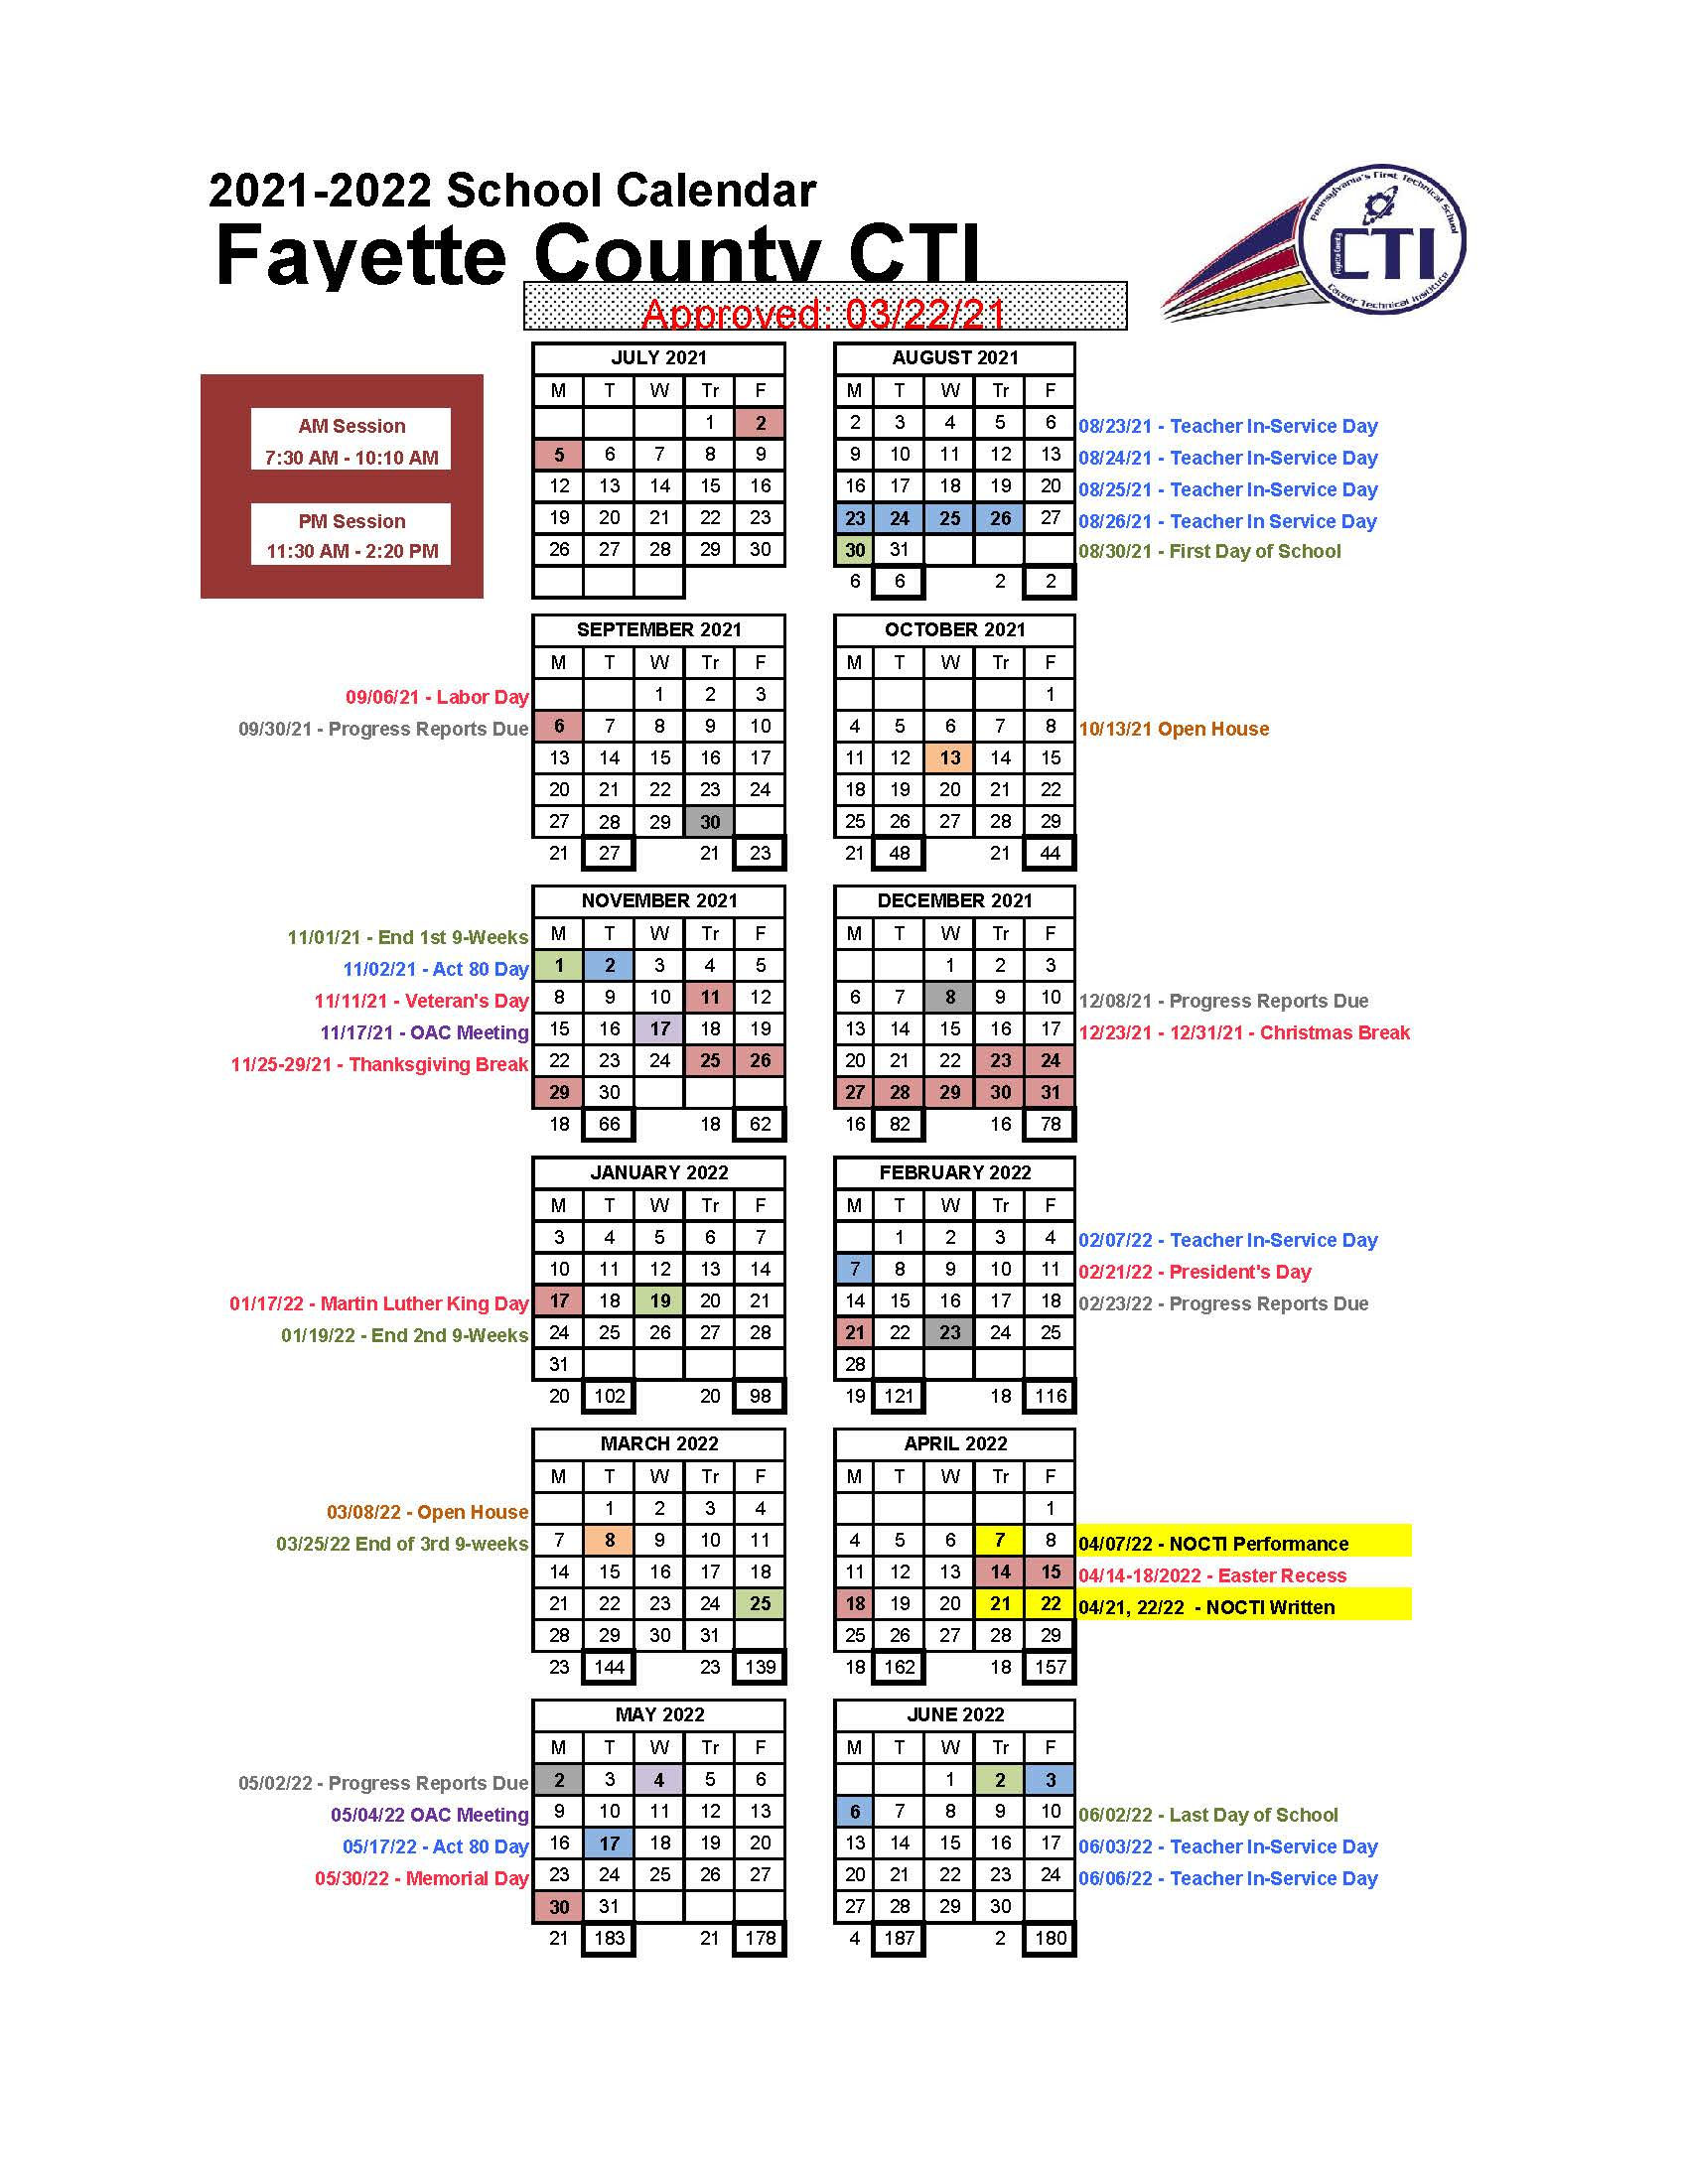 2021-2022 School Calendar
Fayette County CTI
Approved: 03/22/21
Pennsylvania's First Technical School
Fayette County
CTI
Career Technical Institute
AM Session
7:30 AM - 10:10 AM
PM Session
11:30 AM - 2:20 PM
JULY 2021
M T W Tr F
1 2
5 6 7 8 9
12 13 14 15 16
19 20 21 22 23
26 27 28 29 30
AUGUST 2021
M T W Tr F
2 3 4 5 6
9 10 11 12 13
16 17 18 19 20
23 24 25 26 27
30 31
6 6 2 2
08/23/21 - Teacher In-Service Day
08/24/21 - Teacher In-Service Day
08/25/21 - Teacher In-Service Day
08/26/21 - Teacher In Service Day
08/30/21 - First Day of School
09/06/21 - Labor Day
09/30/21 - Progress Reports Due
SEPTEMBER 2021
M T W Tr F
1 2 3
6 7 8 9 10
13 14 15 16 17
20 21 22 23 24
27 28 29 30
21 27 21 23
OCTOBER 2021
M T W Tr F
1
4 5 6 7 8
11 12 13 14 15
18 19 20 21 22
25 26 27 28 29
21 48 21 44
10/13/21 Open House
11/01/21 - End 1st 9-Weeks
11/02/21 - Act 80 Day
11/11/21 - Veteran's Day
11/17/21 - OAC Meeting
11/25-29/21 - Thanksgiving Break
NOVEMBER 2021
M T W Tr F
1 2 3 4 5
8 9 10 11 12
15 16 17 18 19
22 23 24 25 26
29 30
18 66 18 62
DECEMBER 2021
M T W Tr F
1 2 3
6 7 8 9 10
13 14 15 16 17
20 21 22 23 24
27 28 29 30 31
16 82 16 78
12/08/21 - Progress Reports Due
12/23/21 - 12/31/21 - Christmas Break
01/17/22 - Martin Luther King Day
01/19/22 - End 2nd 9-Weeks
JANUARY 2022
M T W Tr F
3 4 5 6 7
10 11 12 13 14
17 18 19 20 21
24 25 26 27 28
31
20 102 20 98
FEBRUARY 2022
M T W Tr F
1 2 3 4
7 8 9 10 11
14 15 16 17 18
21 22 23 24 25
28
19 121 18 116
02/07/22 - Teacher In-Service Day
02/21/22 - President's Day
02/23/22 - Progress Reports Due
03/08/22 - Open House
03/25/22 End of 3rd 9-weeks
MARCH 2022
M T W Tr F
1 2 3 4
7 8 9 10 11
14 15 16 17 18
21 22 23 24 25
28 29 30 31
23 144 23 139
APRIL 2022
M T W Tr F
1
4 5 6 7 8
11 12 13 14 15
18 19 20 21 22
25 26 27 28 29
18 162 18 157
04/07/22 - NOCTI Performance
04/14-18/2022 - Easter Recess
04/21, 22/22 - NOCTI Written
05/02/22 - Progress Reports Due
05/04/22 OAC Meeting
05/17/22 - Act 80 Day
05/30/22 - Memorial Day
MAY 2022
M T W Tr F
2 3 4 5 6
9 10 11 12 13
16 17 18 19 20
23 24 25 26 27
30 31
21 183 21 178
JUNE 2022
M T W Tr F
1 2 3
6 7 8 9 10
13 14 15 16 17
20 21 22 23 24
27 28 29 30
4 187 2 180
06/02/22 - Last Day of School
06/03/22 - Teacher In-Service Day
06/06/22 - Teacher In-Service Day